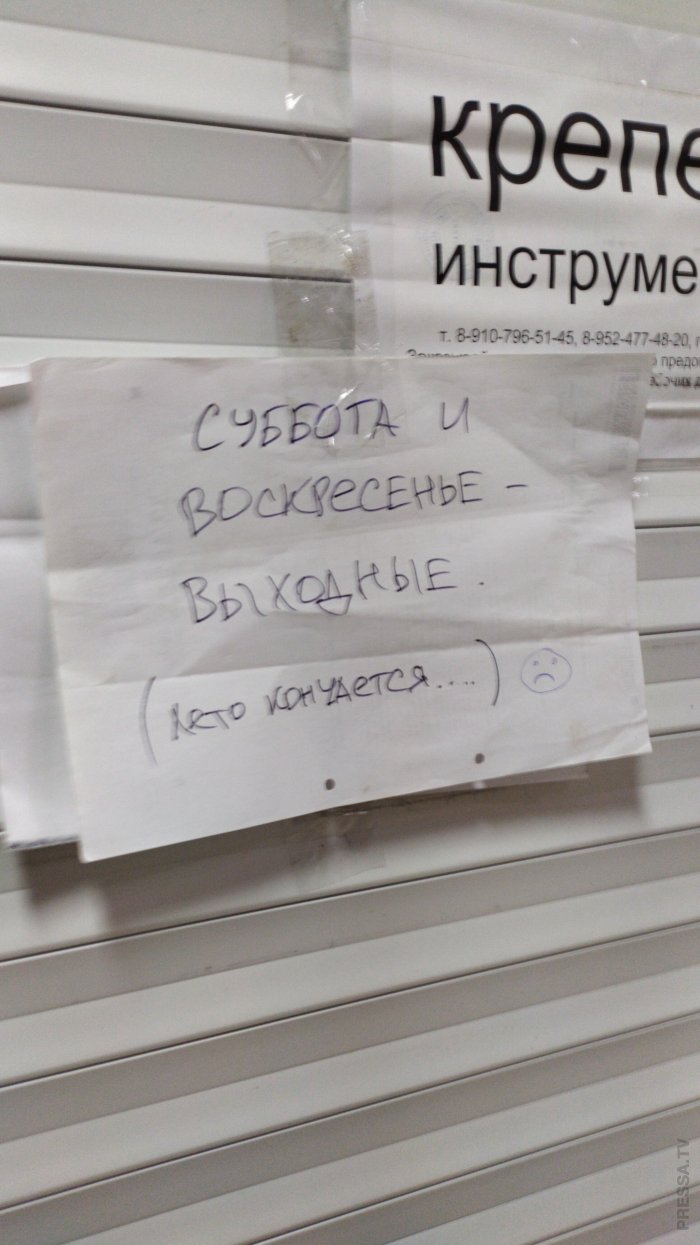 крепе
инструме
т. 8-910-796-51-45, 8-952-477-48-20, г
предо
СУББОТА И
ВОСКРЕСЕНЬЕ –
ВЫХОДНЫЕ.
(Лето кончается....) ☹
PRESSA.TV